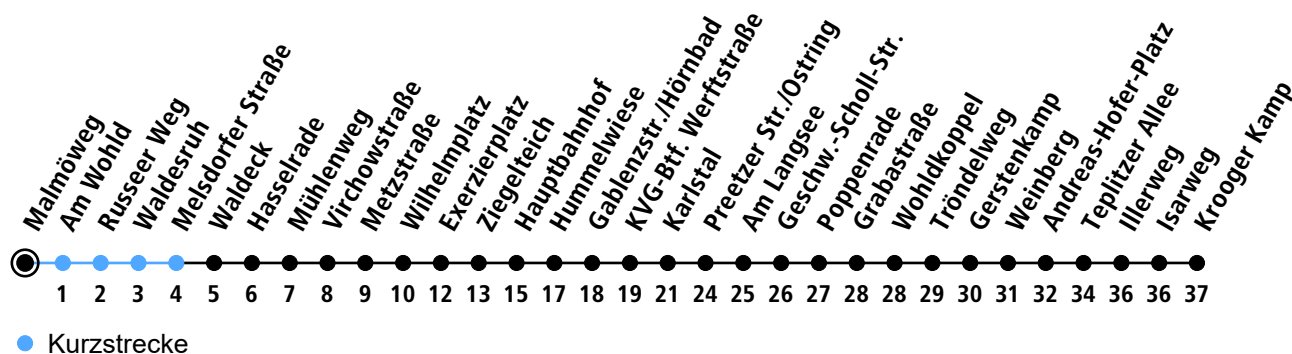 Malmöweg
Am Wohld
Russeer Weg
Waldesruh
Melsdorfer Straße
Waldeck
Hasselrade
Mühlenweg
Virchowstraße
Metzstraße
Wilhelmplatz
Exerzierplatz
Ziegelteich
Hauptbahnhof
Hummelwiese
Gablenzstr./Hörnbad
KVG-Btf. Werftstraße
Karlstal
Preetzer Str./Ostring
Am Langsee
Geschw.-Scholl-Str.
Poppenrade
Grabastraße
Wohldkoppel
Tröndelweg
Gerstenkamp
Weinberg
Andreas-Hofer-Platz
Teplitzer Allee
Illerweg
Isarweg
Krooger Kamp
1 2 3 4 5 6 7 8 9 10 12 13 15 17 18 19 21 24 25 26 27 28 28 29 30 31 32 34 36 36 37
Kurzstrecke